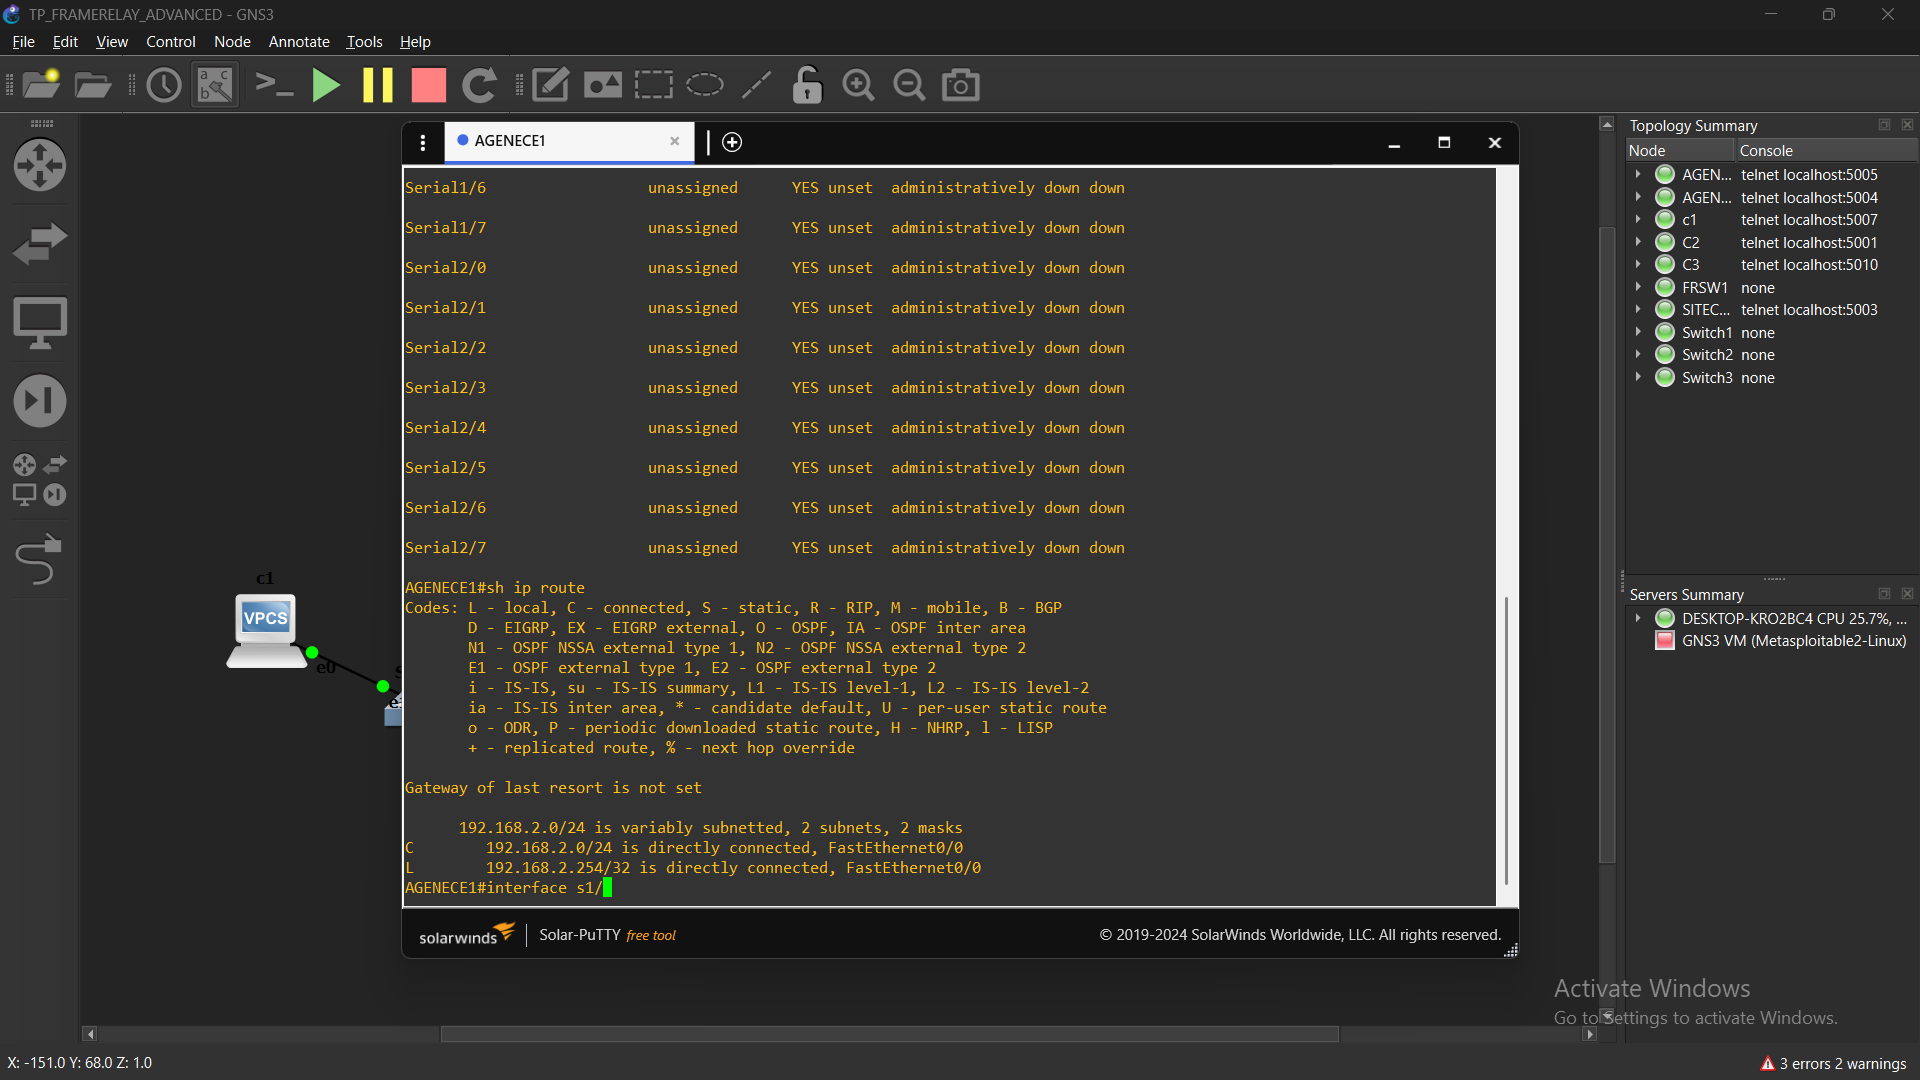 TP_FRAMERELAY_ADVANCED - GNS3
File Edit View Control Node Annotate Tools Help
AGENECE1
Serial1/6 unassigned YES unset administratively down down
Serial1/7 unassigned YES unset administratively down down
Serial2/0 unassigned YES unset administratively down down
Serial2/1 unassigned YES unset administratively down down
Serial2/2 unassigned YES unset administratively down down
Serial2/3 unassigned YES unset administratively down down
Serial2/4 unassigned YES unset administratively down down
Serial2/5 unassigned YES unset administratively down down
Serial2/6 unassigned YES unset administratively down down
Serial2/7 unassigned YES unset administratively down down
AGENECE1#sh ip route
Codes: L - local, C - connected, S - static, R - RIP, M - mobile, B - BGP
D - EIGRP, EX - EIGRP external, O - OSPF, IA - OSPF inter area
N1 - OSPF NSSA external type 1, N2 - OSPF NSSA external type 2
E1 - OSPF external type 1, E2 - OSPF external type 2
i - IS-IS, su - IS-IS summary, L1 - IS-IS level-1, L2 - IS-IS level-2
ia - IS-IS inter area, * - candidate default, U - per-user static route
o - ODR, P - periodic downloaded static route, H - NHRP, l - LISP
+ - replicated route, % - next hop override
Gateway of last resort is not set
192.168.2.0/24 is variably subnetted, 2 subnets, 2 masks
C 192.168.2.0/24 is directly connected, FastEthernet0/0
L 192.168.2.254/32 is directly connected, FastEthernet0/0
AGENECE1#interface s1/
solarwinds Solar-PuTTY free tool © 2019-2024 SolarWinds Worldwide, LLC. All rights reserved.
c1
VPCS
e0
Topology Summary
Node Console
AGEN... telnet localhost:5005
AGEN... telnet localhost:5004
c1 telnet localhost:5007
C2 telnet localhost:5001
C3 telnet localhost:5010
FRSW1 none
SITEC... telnet localhost:5003
Switch1 none
Switch2 none
Switch3 none
Servers Summary
DESKTOP-KRO2BC4 CPU 25.7%, ...
GNS3 VM (Metasploitable2-Linux)
Activate Windows
Go to Settings to activate Windows.
X: -151.0 Y: 68.0 Z: 1.0
3 errors 2 warnings